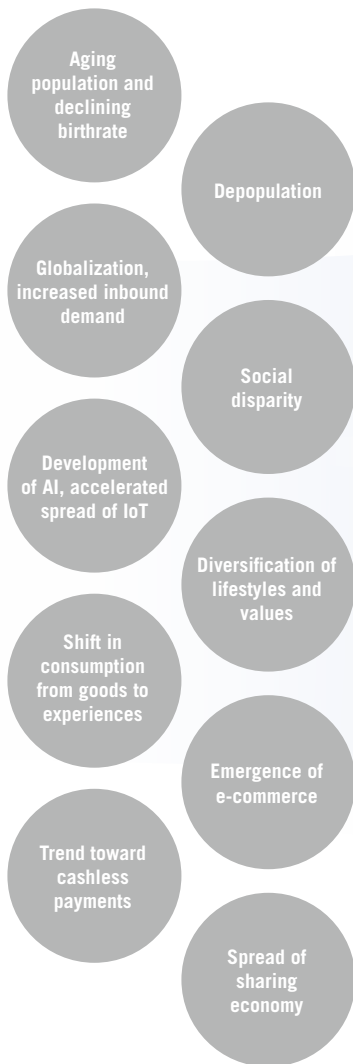 Aging
population and
declining
birthrate
Depopulation
Globalization,
increased inbound
demand
Social
disparity
Development
of AI, accelerated
spread of IoT
Diversification of
lifestyles and
values
Shift in
consumption
from goods to
experiences
Emergence of
e-commerce
Trend toward
cashless
payments
Spread of
sharing
economy